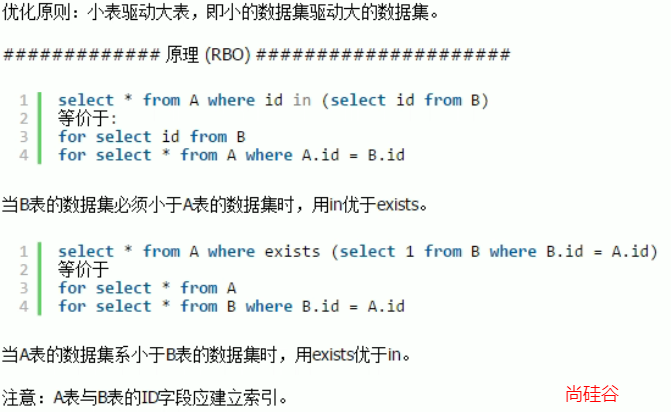 优化原则：小表驱动大表，即小的数据集驱动大的数据集。
############# 原理 (RBO) #####################
1 select * from A where id in (select id from B)
2 等价于:
3 for select id from B
4 for select * from A where A.id = B.id
当B表的数据集必须小于A表的数据集时，用in优于exists。
1 select * from A where exists (select 1 from B where B.id = A.id)
2 等价于
3 for select * from A
4 for select * from B where B.id = A.id
当A表的数据集系小于B表的数据集时，用exists优于in。
注意：A表与B表的ID字段应建立索引。
尚硅谷